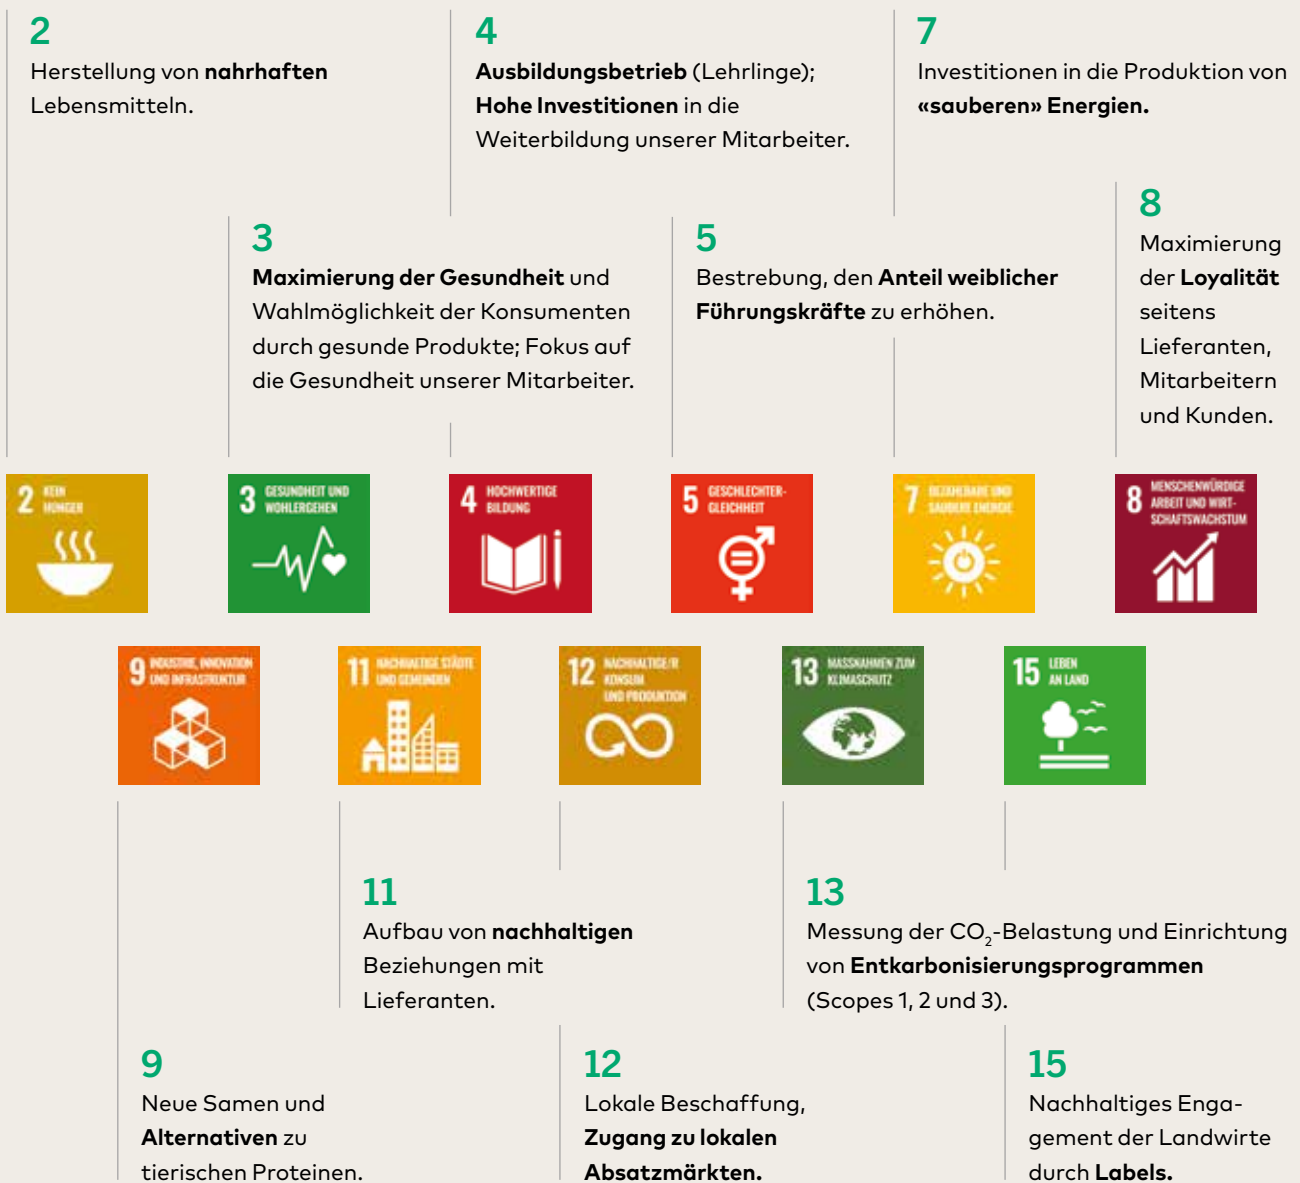 2
Herstellung von nahrhaften
Lebensmitteln.
4
Ausbildungsbetrieb (Lehrlinge);
Hohe Investitionen in die
Weiterbildung unserer Mitarbeiter.
7
Investitionen in die Produktion von
«sauberen» Energien.
3
Maximierung der Gesundheit und
Wahlmöglichkeit der Konsumenten
durch gesunde Produkte; Fokus auf
die Gesundheit unserer Mitarbeiter.
5
Bestrebung, den Anteil weiblicher
Führungskräfte zu erhöhen.
8
Maximierung
der Loyalität
seitens
Lieferanten,
Mitarbeitern
und Kunden.
2 KEIN
HUNGER
3 GESUNDHEIT UND
WOHLERGEHEN
4 HOCHWERTIGE
BILDUNG
5 GESCHLECHTER-
GLEICHHEIT
7 BEZAHLBARE UND
SAUBERE ENERGIE
8 MENSCHENWÜRDIGE
ARBEIT UND WIRT-
SCHAFTSWACHSTUM
9 INDUSTRIE, INNOVATION
UND INFRASTRUKTUR
11 NACHHALTIGE STÄDTE
UND GEMEINDEN
12 NACHHALTIGE/R
KONSUM
UND PRODUKTION
13 MASSNAHMEN ZUM
KLIMASCHUTZ
15 LEBEN
AN LAND
11
Aufbau von nachhaltigen
Beziehungen mit
Lieferanten.
13
Messung der CO₂-Belastung und Einrichtung
von Entkarbonisierungsprogrammen
(Scopes 1, 2 und 3).
9
Neue Samen und
Alternativen zu
tierischen Proteinen.
12
Lokale Beschaffung,
Zugang zu lokalen
Absatzmärkten.
15
Nachhaltiges Enga-
gement der Landwirte
durch Labels.